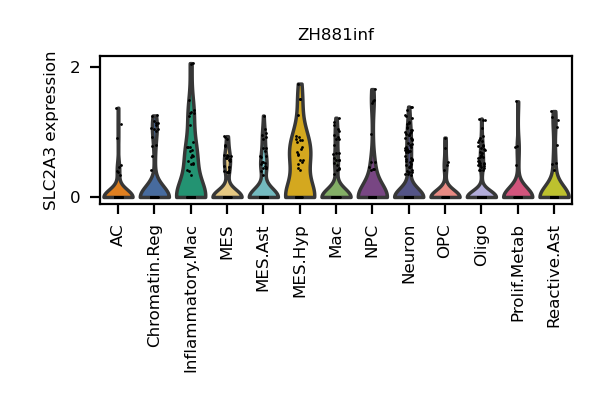 ZH881inf
SLC2A3 expression
2
0
AC
Chromatin.Reg
Inflammatory.Mac
MES
MES.Ast
MES.Hyp
Mac
NPC
Neuron
OPC
Oligo
Prolif.Metab
Reactive.Ast